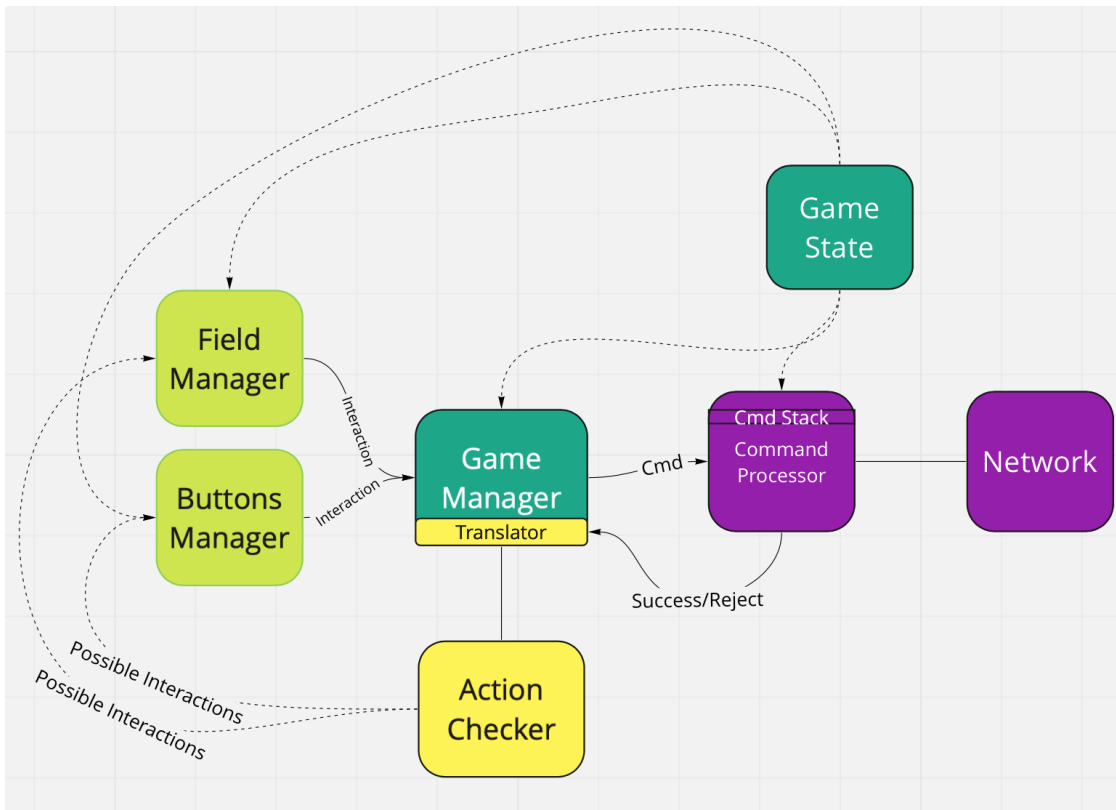 Game
State
Field
Manager
Interaction
Buttons
Manager
Interaction
Game
Manager
Translator
Cmd
Cmd Stack
Command
Processor
Network
Success/Reject
Possible Interactions
Possible Interactions
Action
Checker